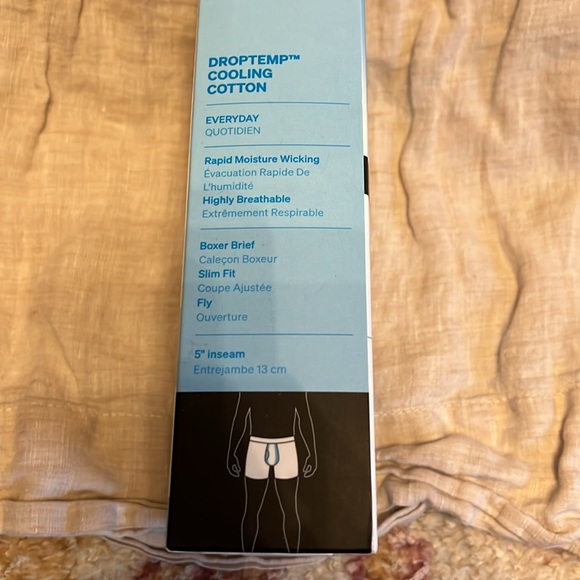 DROPTEMP™
COOLING
COTTON
EVERYDAY
QUOTIDIEN
Rapid Moisture Wicking
Évacuation Rapide De
L'humidité
Highly Breathable
Extrêmement Respirable
Boxer Brief
Caleçon Boxeur
Slim Fit
Coupe Ajustée
Fly
Ouverture
5" inseam
Entrejambe 13 cm